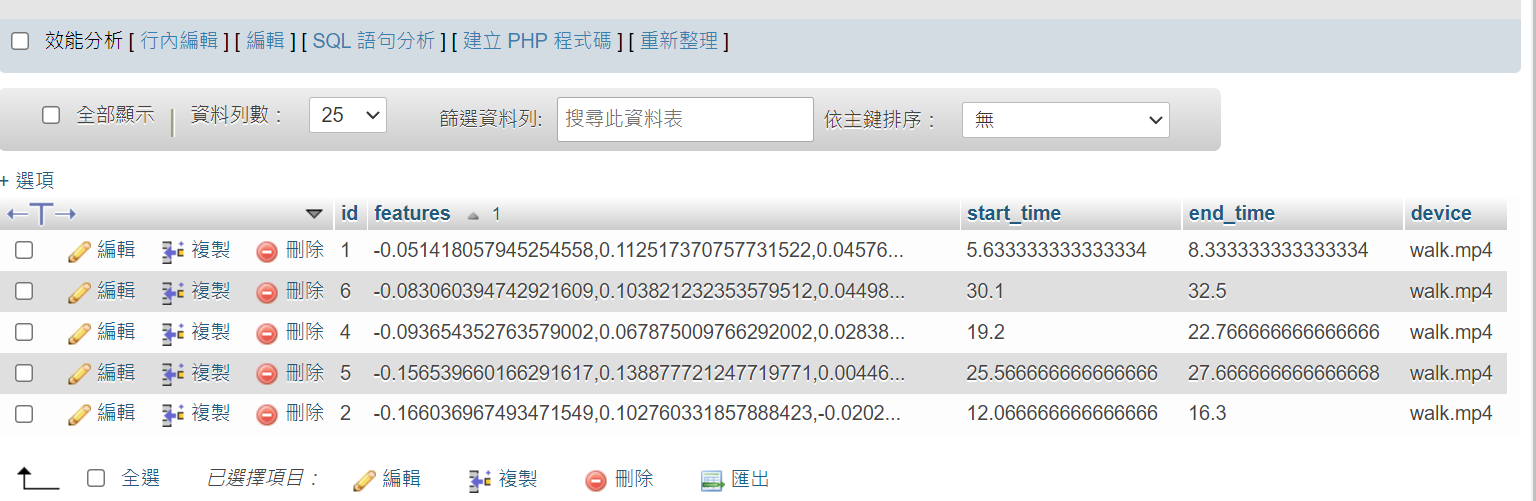 效能分析 [ 行內編輯 ] [ 編輯 ] [ SQL 語句分析 ] [ 建立 PHP 程式碼 ] [ 重新整理 ]
全部顯示 | 資料列數： 25 篩選資料列: 搜尋此資料表 依主鍵排序： 無
+ 選項
←T→ id features 1 start_time end_time device
編輯 複製 刪除 1 -0.051418057945254558,0.112517370757731522,0.04576... 5.633333333333334 8.333333333333334 walk.mp4
編輯 複製 刪除 6 -0.083060394742921609,0.103821232353579512,0.04498... 30.1 32.5 walk.mp4
編輯 複製 刪除 4 -0.093654352763579002,0.067875009766292002,0.02838... 19.2 22.766666666666666 walk.mp4
編輯 複製 刪除 5 -0.156539660166291617,0.138877721247719771,0.00446... 25.566666666666666 27.666666666666668 walk.mp4
編輯 複製 刪除 2 -0.166036967493471549,0.102760331857888423,-0.0202... 12.066666666666666 16.3 walk.mp4
全選 已選擇項目： 編輯 複製 刪除 匯出